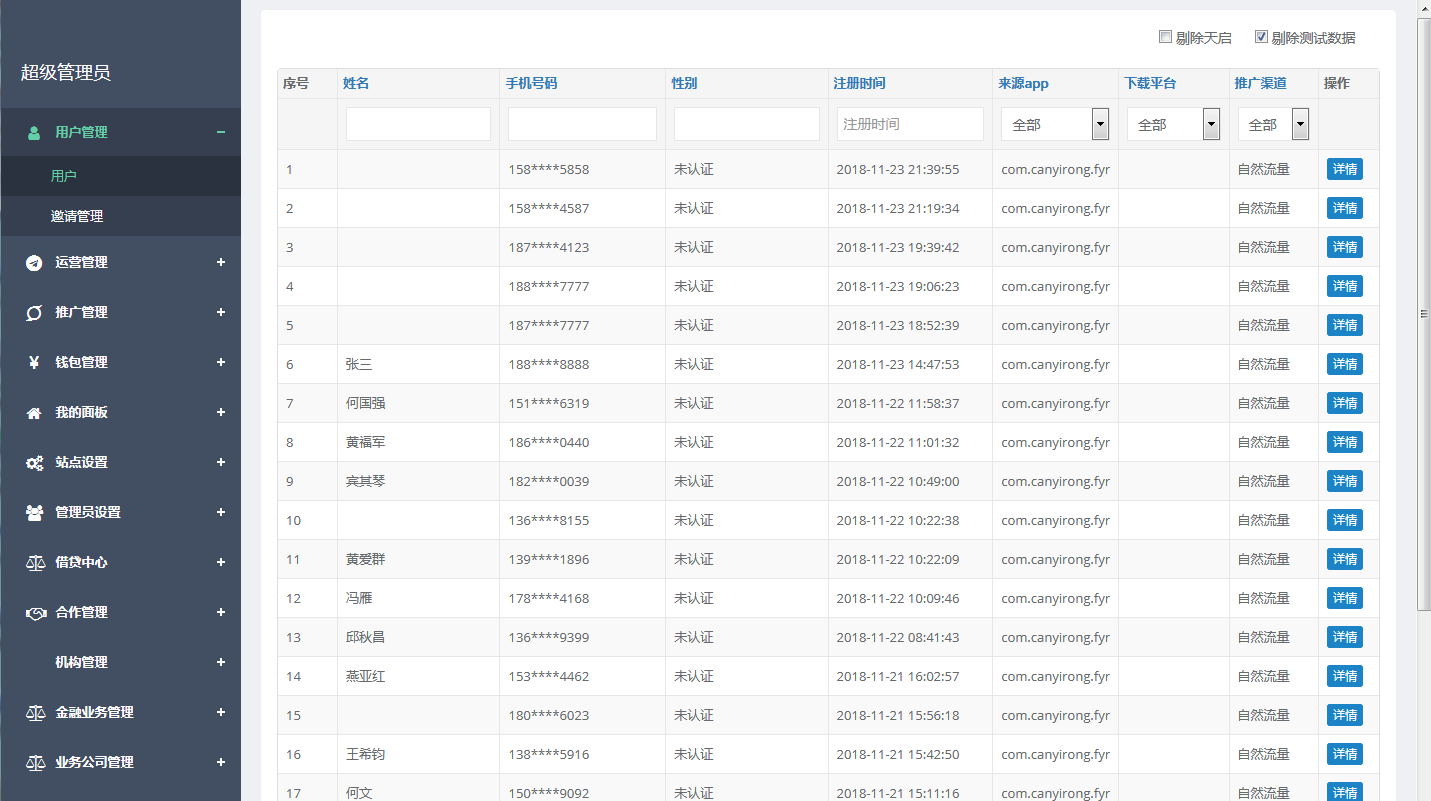 超级管理员
用户管理
用户
邀请管理
运营管理
推广管理
钱包管理
我的面板
站点设置
管理员设置
借贷中心
合作管理
机构管理
金融业务管理
业务公司管理
剔除天启 剔除测试数据
序号 姓名 手机号码 性别 注册时间 来源app 下载平台 推广渠道 操作
注册时间 全部 全部 全部
1 158****5858 未认证 2018-11-23 21:39:55 com.canyirong.fyr 自然流量 详情
2 158****4587 未认证 2018-11-23 21:19:34 com.canyirong.fyr 自然流量 详情
3 187****4123 未认证 2018-11-23 19:39:42 com.canyirong.fyr 自然流量 详情
4 188****7777 未认证 2018-11-23 19:06:23 com.canyirong.fyr 自然流量 详情
5 187****7777 未认证 2018-11-23 18:52:39 com.canyirong.fyr 自然流量 详情
6 张三 188****8888 未认证 2018-11-23 14:47:53 com.canyirong.fyr 自然流量 详情
7 何国强 151****6319 未认证 2018-11-22 11:58:37 com.canyirong.fyr 自然流量 详情
8 黄福军 186****0440 未认证 2018-11-22 11:01:32 com.canyirong.fyr 自然流量 详情
9 宾其琴 182****0039 未认证 2018-11-22 10:49:00 com.canyirong.fyr 自然流量 详情
10 136****8155 未认证 2018-11-22 10:22:38 com.canyirong.fyr 自然流量 详情
11 黄爱群 139****1896 未认证 2018-11-22 10:22:09 com.canyirong.fyr 自然流量 详情
12 冯雁 178****4168 未认证 2018-11-22 10:09:46 com.canyirong.fyr 自然流量 详情
13 邱秋昌 136****9399 未认证 2018-11-22 08:41:43 com.canyirong.fyr 自然流量 详情
14 燕亚红 153****4462 未认证 2018-11-21 16:02:57 com.canyirong.fyr 自然流量 详情
15 180****6023 未认证 2018-11-21 15:56:18 com.canyirong.fyr 自然流量 详情
16 王希钧 138****5916 未认证 2018-11-21 15:42:50 com.canyirong.fyr 自然流量 详情
17 何文 150****9092 未认证 2018-11-21 15:11:16 com.canyirong.fyr 自然流量 详情